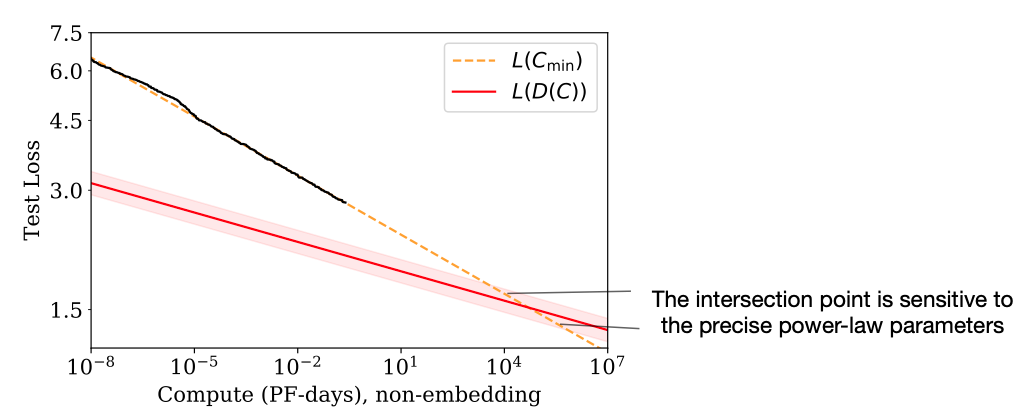 7.5
6.0
4.5
3.0
1.5
Test Loss
L(C_min)
L(D(C))
10^-8 10^-5 10^-2 10^1 10^4 10^7
Compute (PF-days), non-embedding
The intersection point is sensitive to
the precise power-law parameters